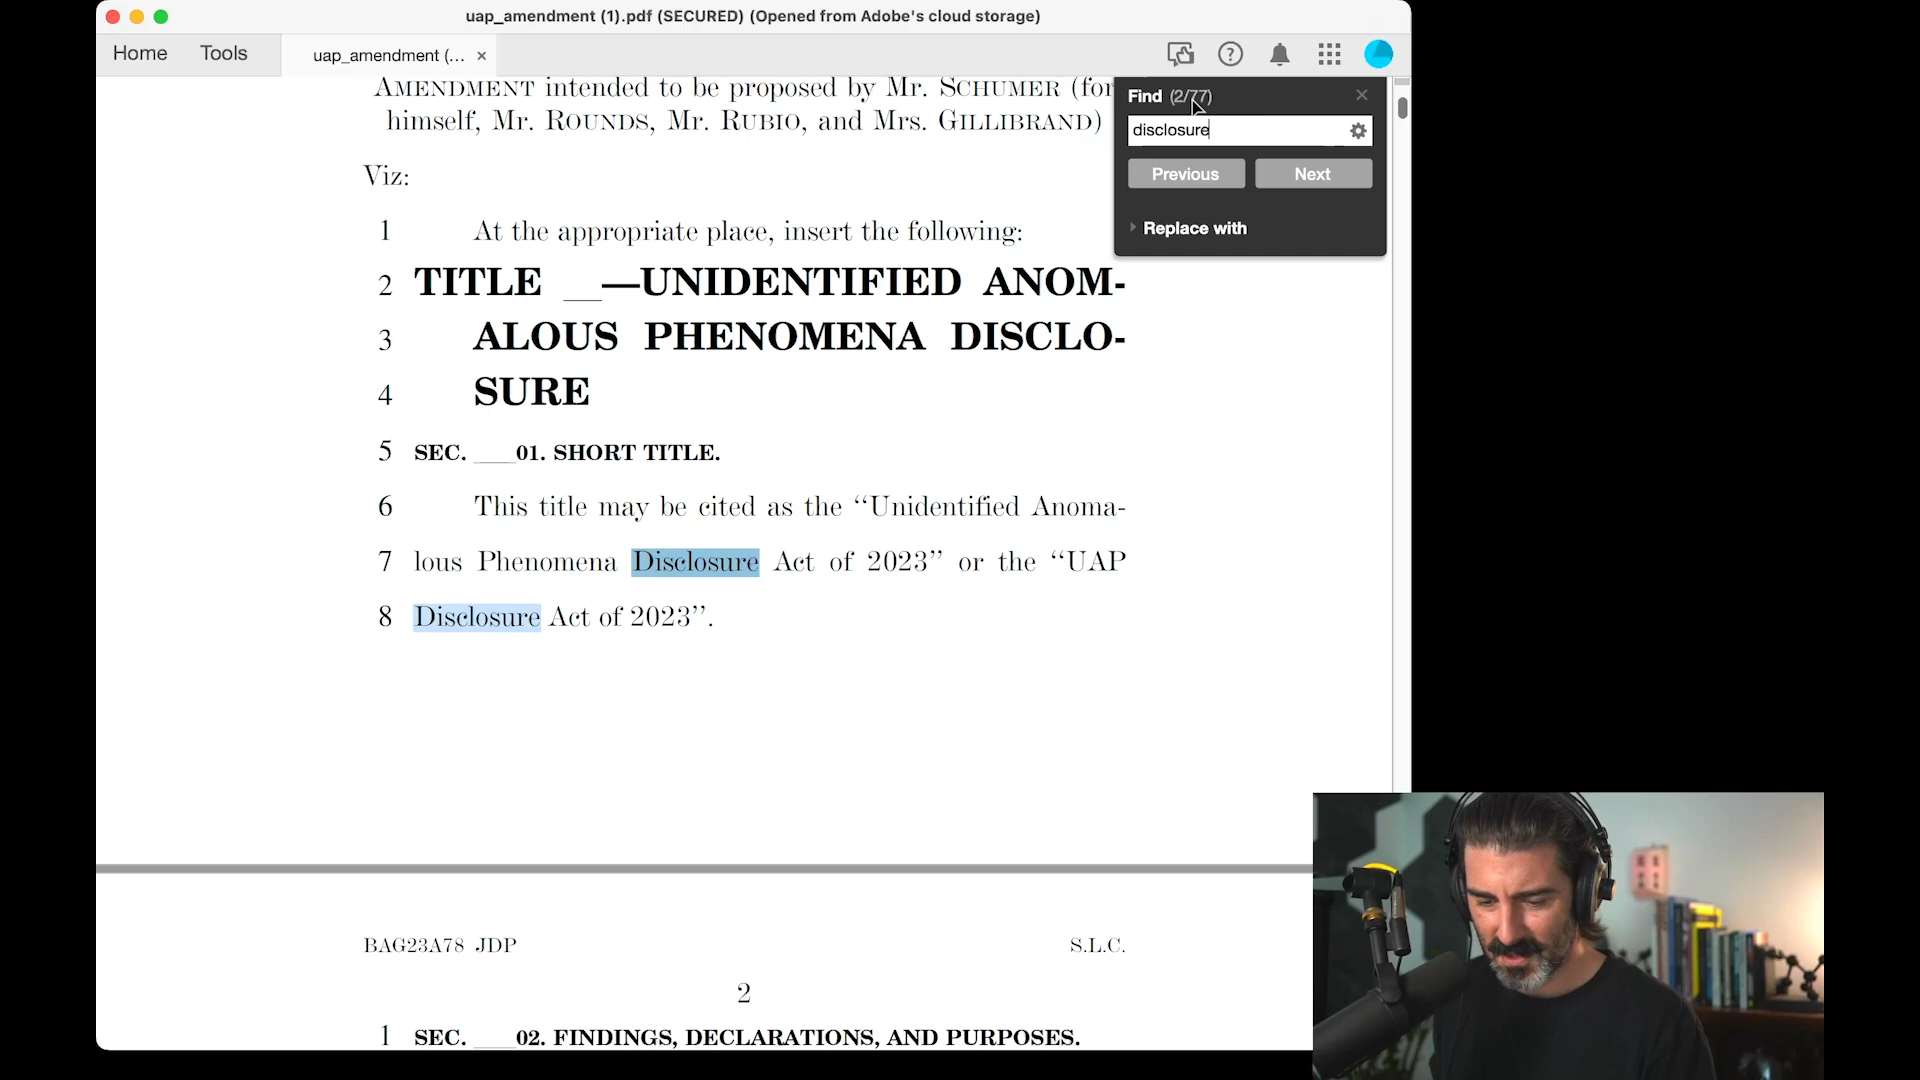 uap_amendment (1).pdf (SECURED) (Opened from Adobe's cloud storage)
Home Tools uap_amendment (...
AMENDMENT intended to be proposed by Mr. SCHUMER (for
himself, Mr. ROUNDS, Mr. RUBIO, and Mrs. GILLIBRAND)
Find (2/77)
disclosure
Previous Next
Replace with
Viz:
1 At the appropriate place, insert the following:
2 TITLE __—UNIDENTIFIED ANOM-
3 ALOUS PHENOMENA DISCLO-
4 SURE
5 SEC. ___01. SHORT TITLE.
6 This title may be cited as the ‘‘Unidentified Anoma-
7 lous Phenomena Disclosure Act of 2023’’ or the ‘‘UAP
8 Disclosure Act of 2023’’.
BAG23A78 JDP S.L.C.
2
1 SEC. ___02. FINDINGS, DECLARATIONS, AND PURPOSES.